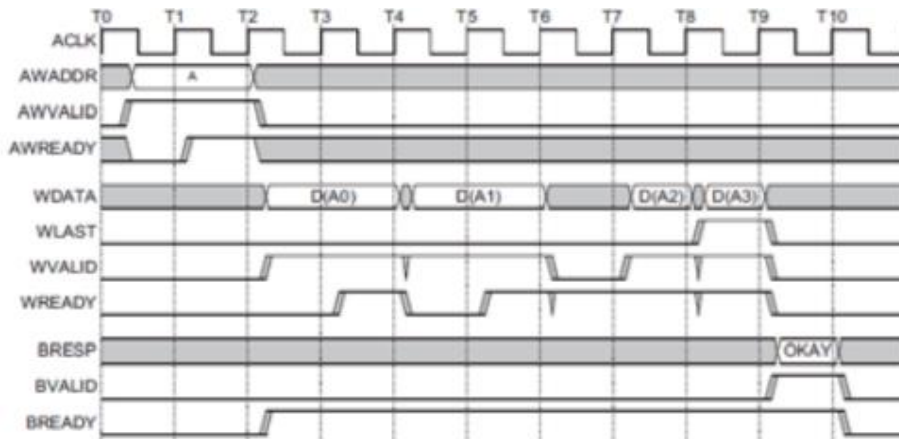 T0 T1 T2 T3 T4 T5 T6 T7 T8 T9 T10
ACLK
AWADDR A
AWVALID
AWREADY
WDATA D(A0) D(A1) D(A2) D(A3)
WLAST
WVALID
WREADY
BRESP OKAY
BVALID
BREADY